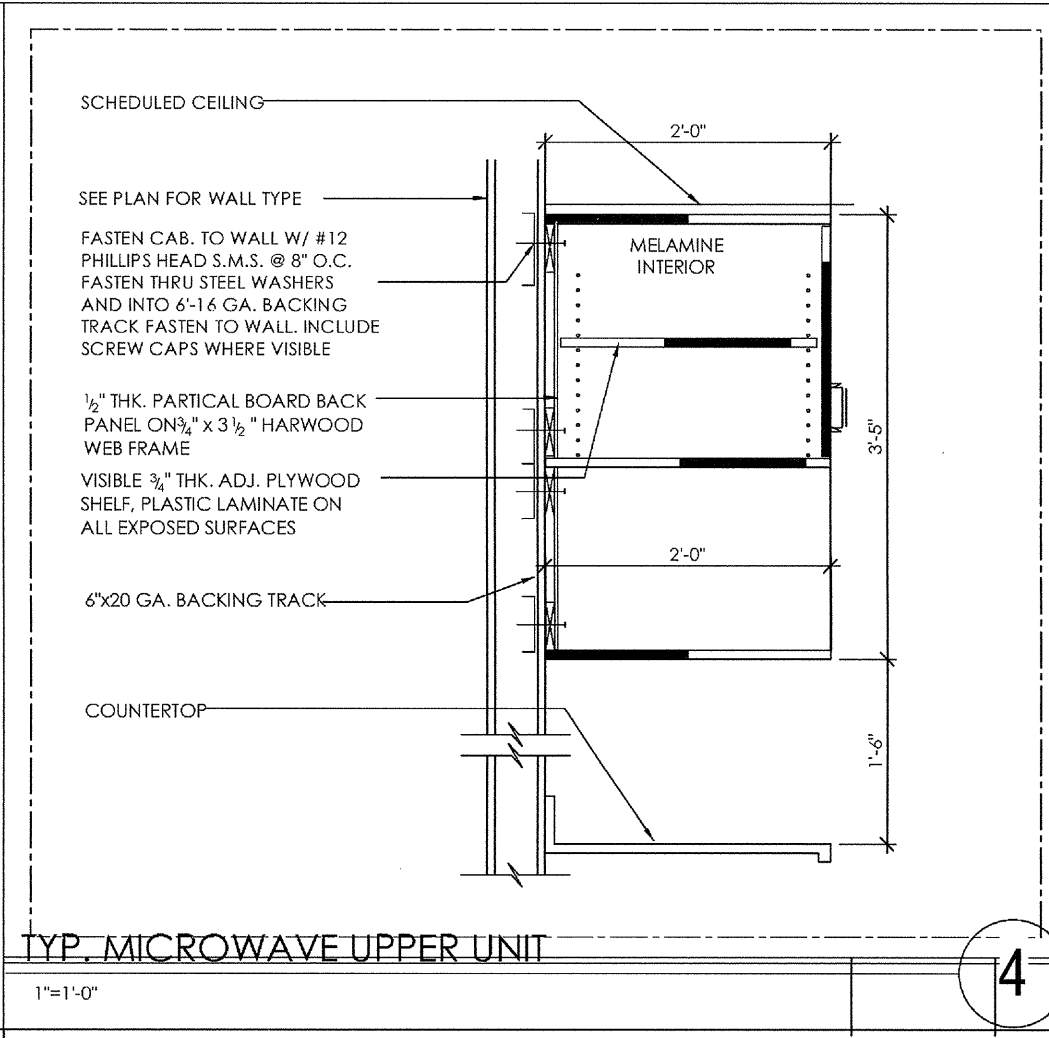 SCHEDULED CEILING
2'-0"
SEE PLAN FOR WALL TYPE
FASTEN CAB. TO WALL W/ #12
PHILLIPS HEAD S.M.S. @ 8" O.C.
FASTEN THRU STEEL WASHERS
AND INTO 6'-16 GA. BACKING
TRACK FASTEN TO WALL. INCLUDE
SCREW CAPS WHERE VISIBLE
MELAMINE
INTERIOR
½" THK. PARTICAL BOARD BACK
PANEL ON ¾" x 3 ½" HARWOOD
WEB FRAME
3'-5"
VISIBLE ¾" THK. ADJ. PLYWOOD
SHELF, PLASTIC LAMINATE ON
ALL EXPOSED SURFACES
2'-0"
6"x20 GA. BACKING TRACK
COUNTERTOP
1'-6"
TYP. MICROWAVE UPPER UNIT
4
1"=1'-0"